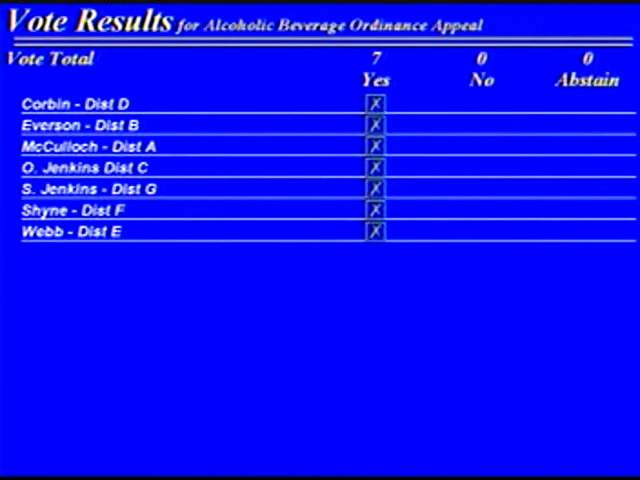 Vote Results for Alcoholic Beverage Ordinance Appeal
Vote Total 7 0 0
Yes No Abstain
Corbin - Dist D X
Everson - Dist B X
McCulloch - Dist A X
O. Jenkins Dist C X
S. Jenkins - Dist G X
Shyne - Dist F X
Webb - Dist E X